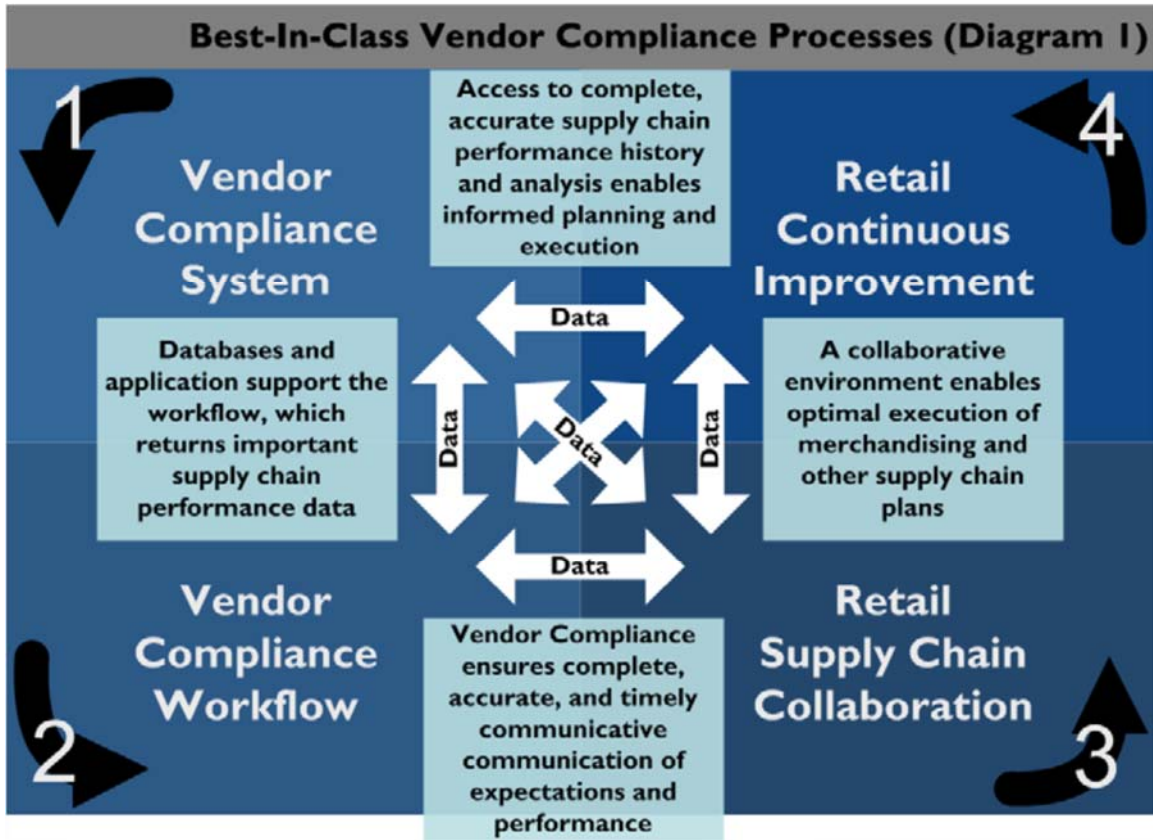 Best-In-Class Vendor Compliance Processes (Diagram 1)
1
Vendor
Compliance
System
Access to complete,
accurate supply chain
performance history
and analysis enables
informed planning and
execution
4
Retail
Continuous
Improvement
Data
Databases and
application support the
workflow, which
returns important
supply chain
performance data
Data
Data
Data
A collaborative
environment enables
optimal execution of
merchandising and
other supply chain
plans
Data
2
Vendor
Compliance
Workflow
Vendor Compliance
ensures complete,
accurate, and timely
communicative
communication of
expectations and
performance
Retail
Supply Chain
Collaboration
3